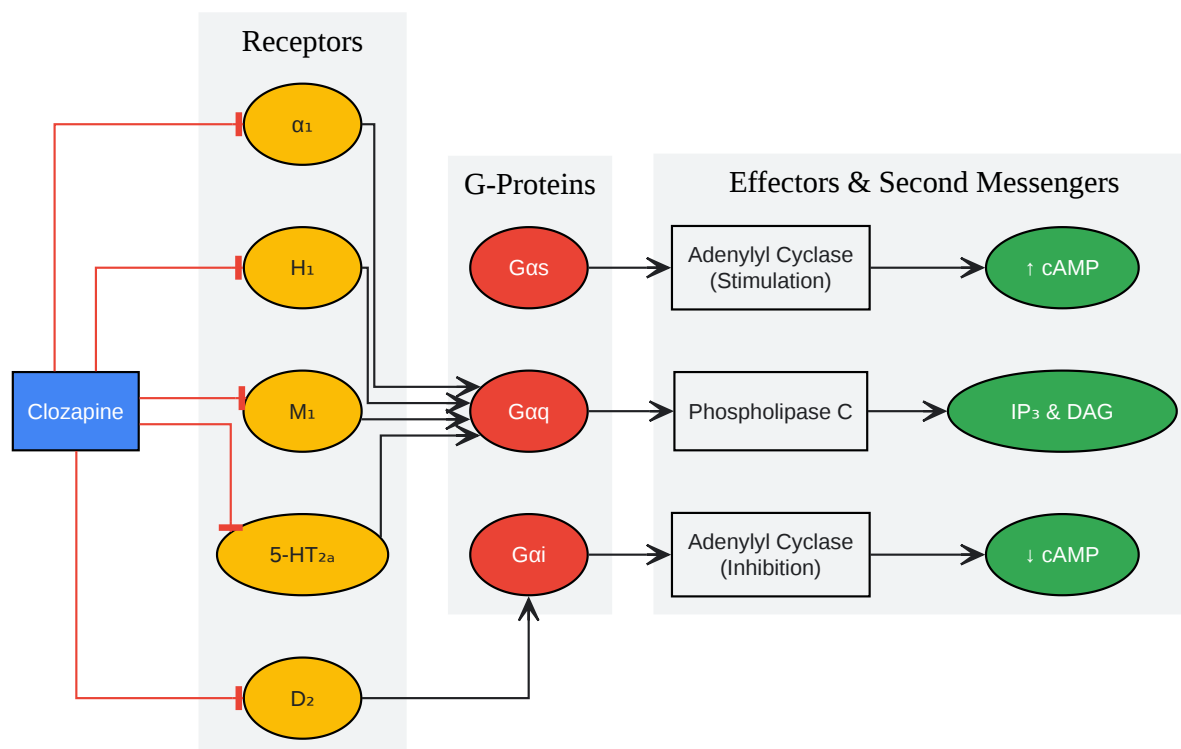 Receptors
α₁
G-Proteins
Effectors & Second Messengers
H₁
Gαs
Adenylyl Cyclase
(Stimulation)
↑ cAMP
Clozapine
M₁
Gαq
Phospholipase C
IP₃ & DAG
5-HT₂ₐ
Gαi
Adenylyl Cyclase
(Inhibition)
↓ cAMP
D₂